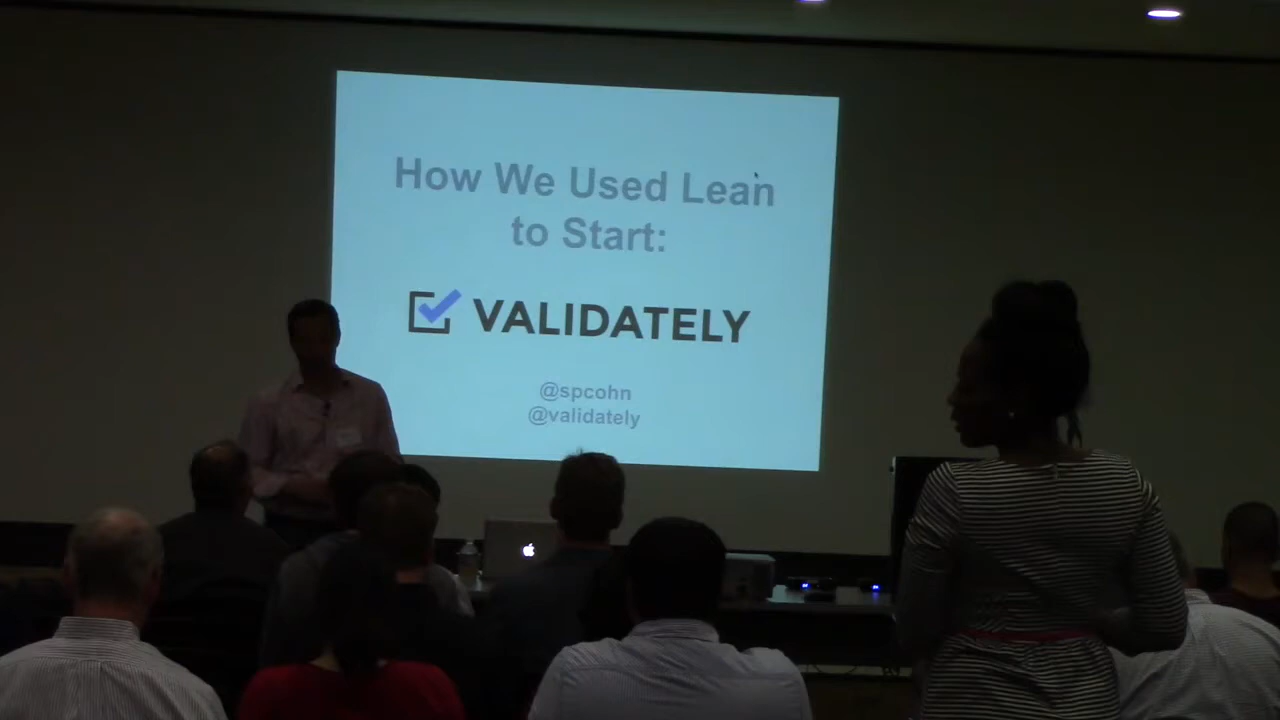 How We Used Lean
to Start:
VALIDATELY
@spcohn
@validately